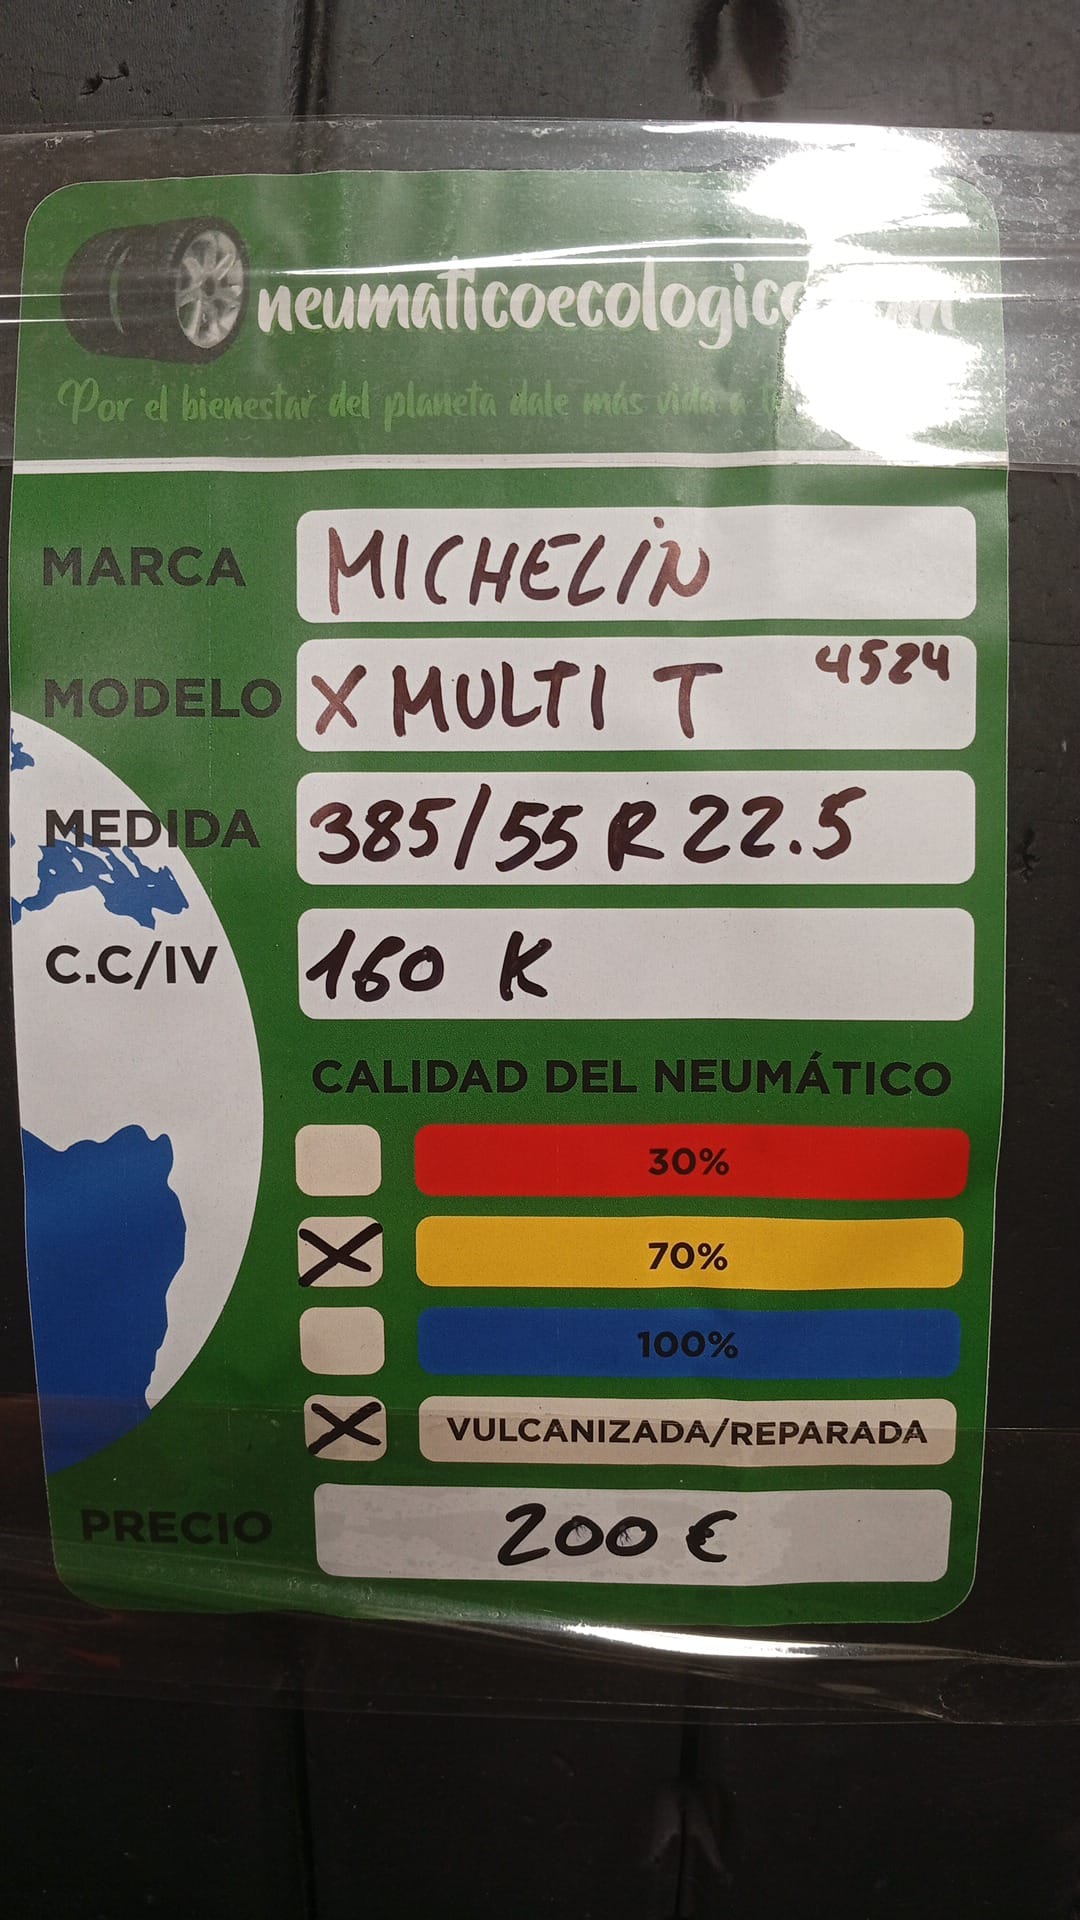 neumaticoecologico
Por el bienestar del planeta dale más vida a
MARCA MICHELIN
MODELO X MULTI T 4524
MEDIDA 385/55 R 22.5
C.C/IV 160 K
CALIDAD DEL NEUMÁTICO
30%
X 70%
100%
X VULCANIZADA/REPARADA
PRECIO 200 €